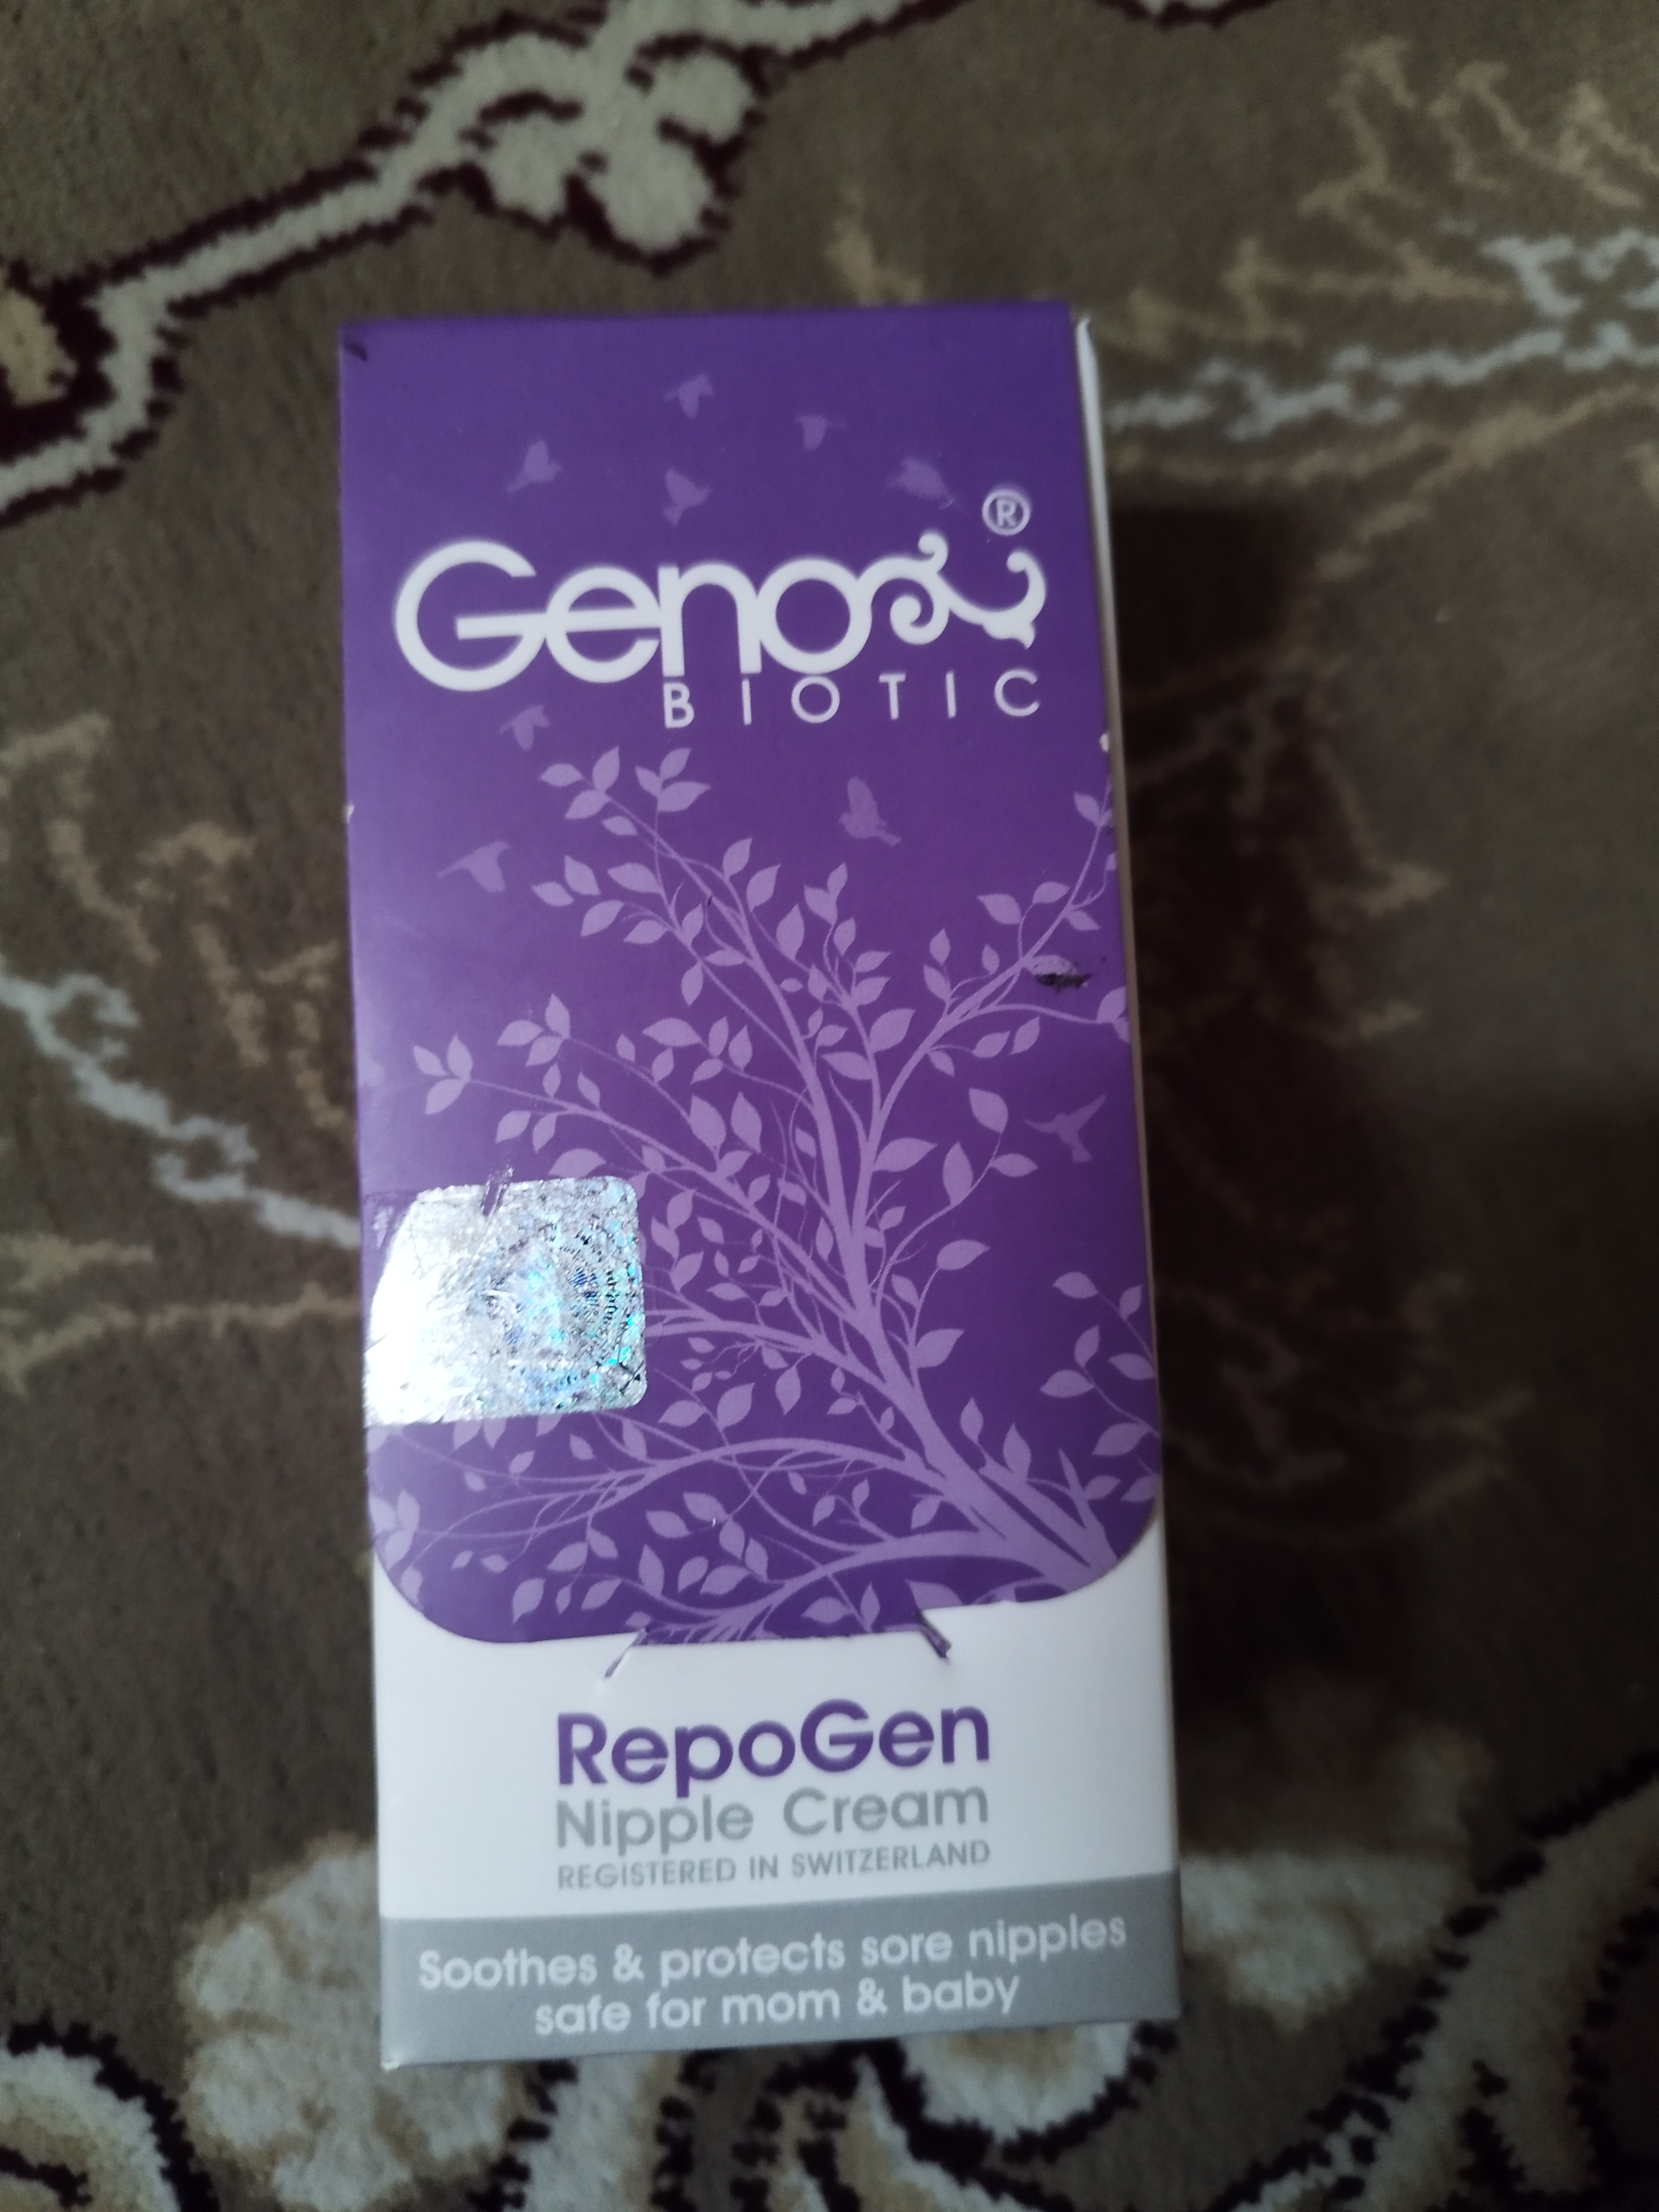 Geno
®
BIOTIC
RepoGen
Nipple Cream
REGISTERED IN SWITZERLAND
Soothes & protects sore nipples
safe for mom & baby